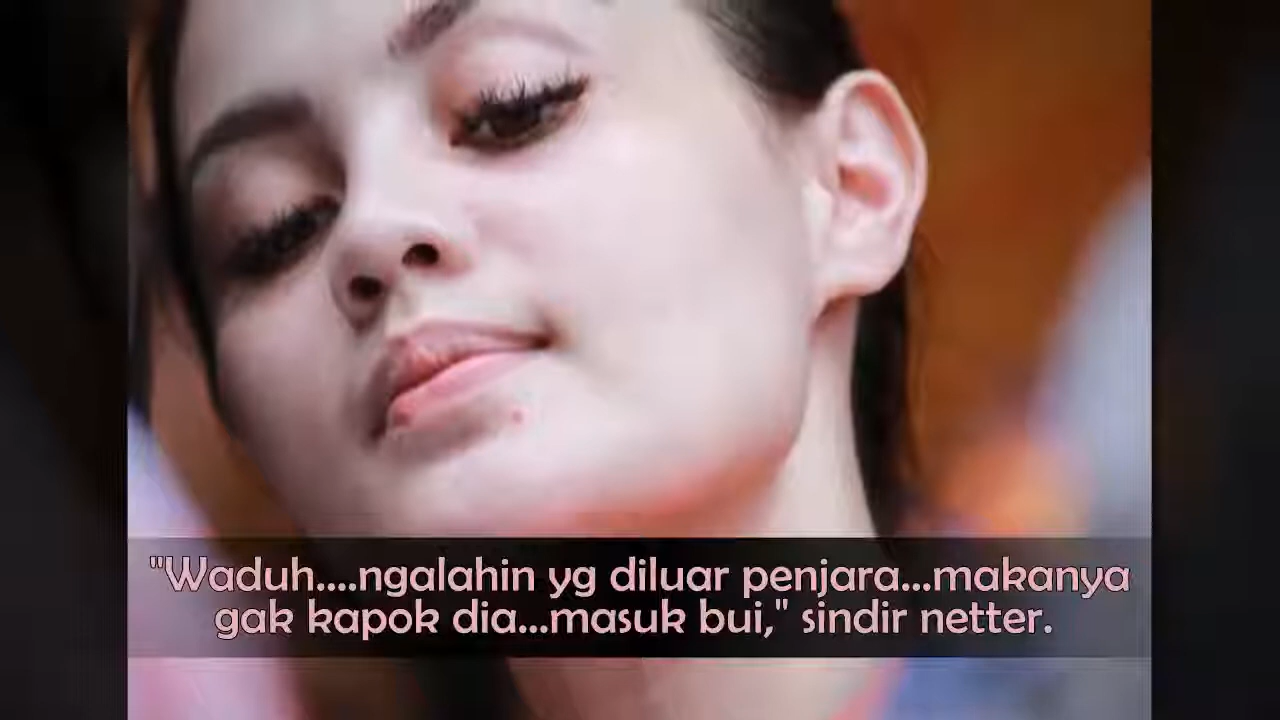 "Waduh....ngalahin yg diluar penjara...makanya
gak kapok dia...masuk bui," sindir netter.